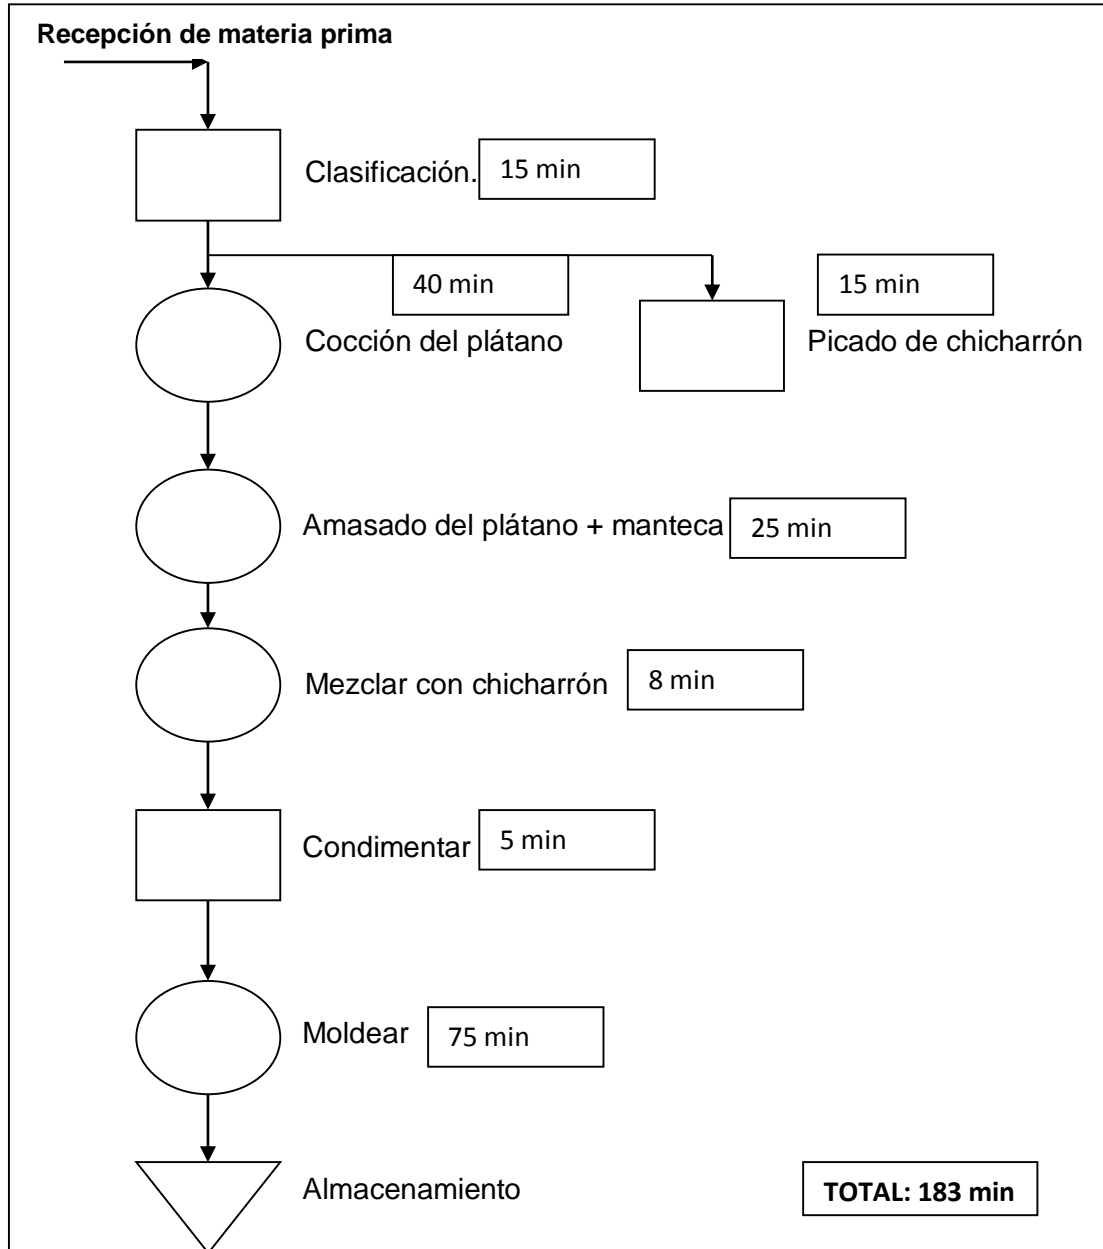 Recepción de materia prima
Clasificación.
15 min
40 min
15 min
Cocción del plátano
Picado de chicharrón
Amasado del plátano + manteca
25 min
Mezclar con chicharrón
8 min
Condimentar
5 min
Moldear
75 min
Almacenamiento
TOTAL: 183 min